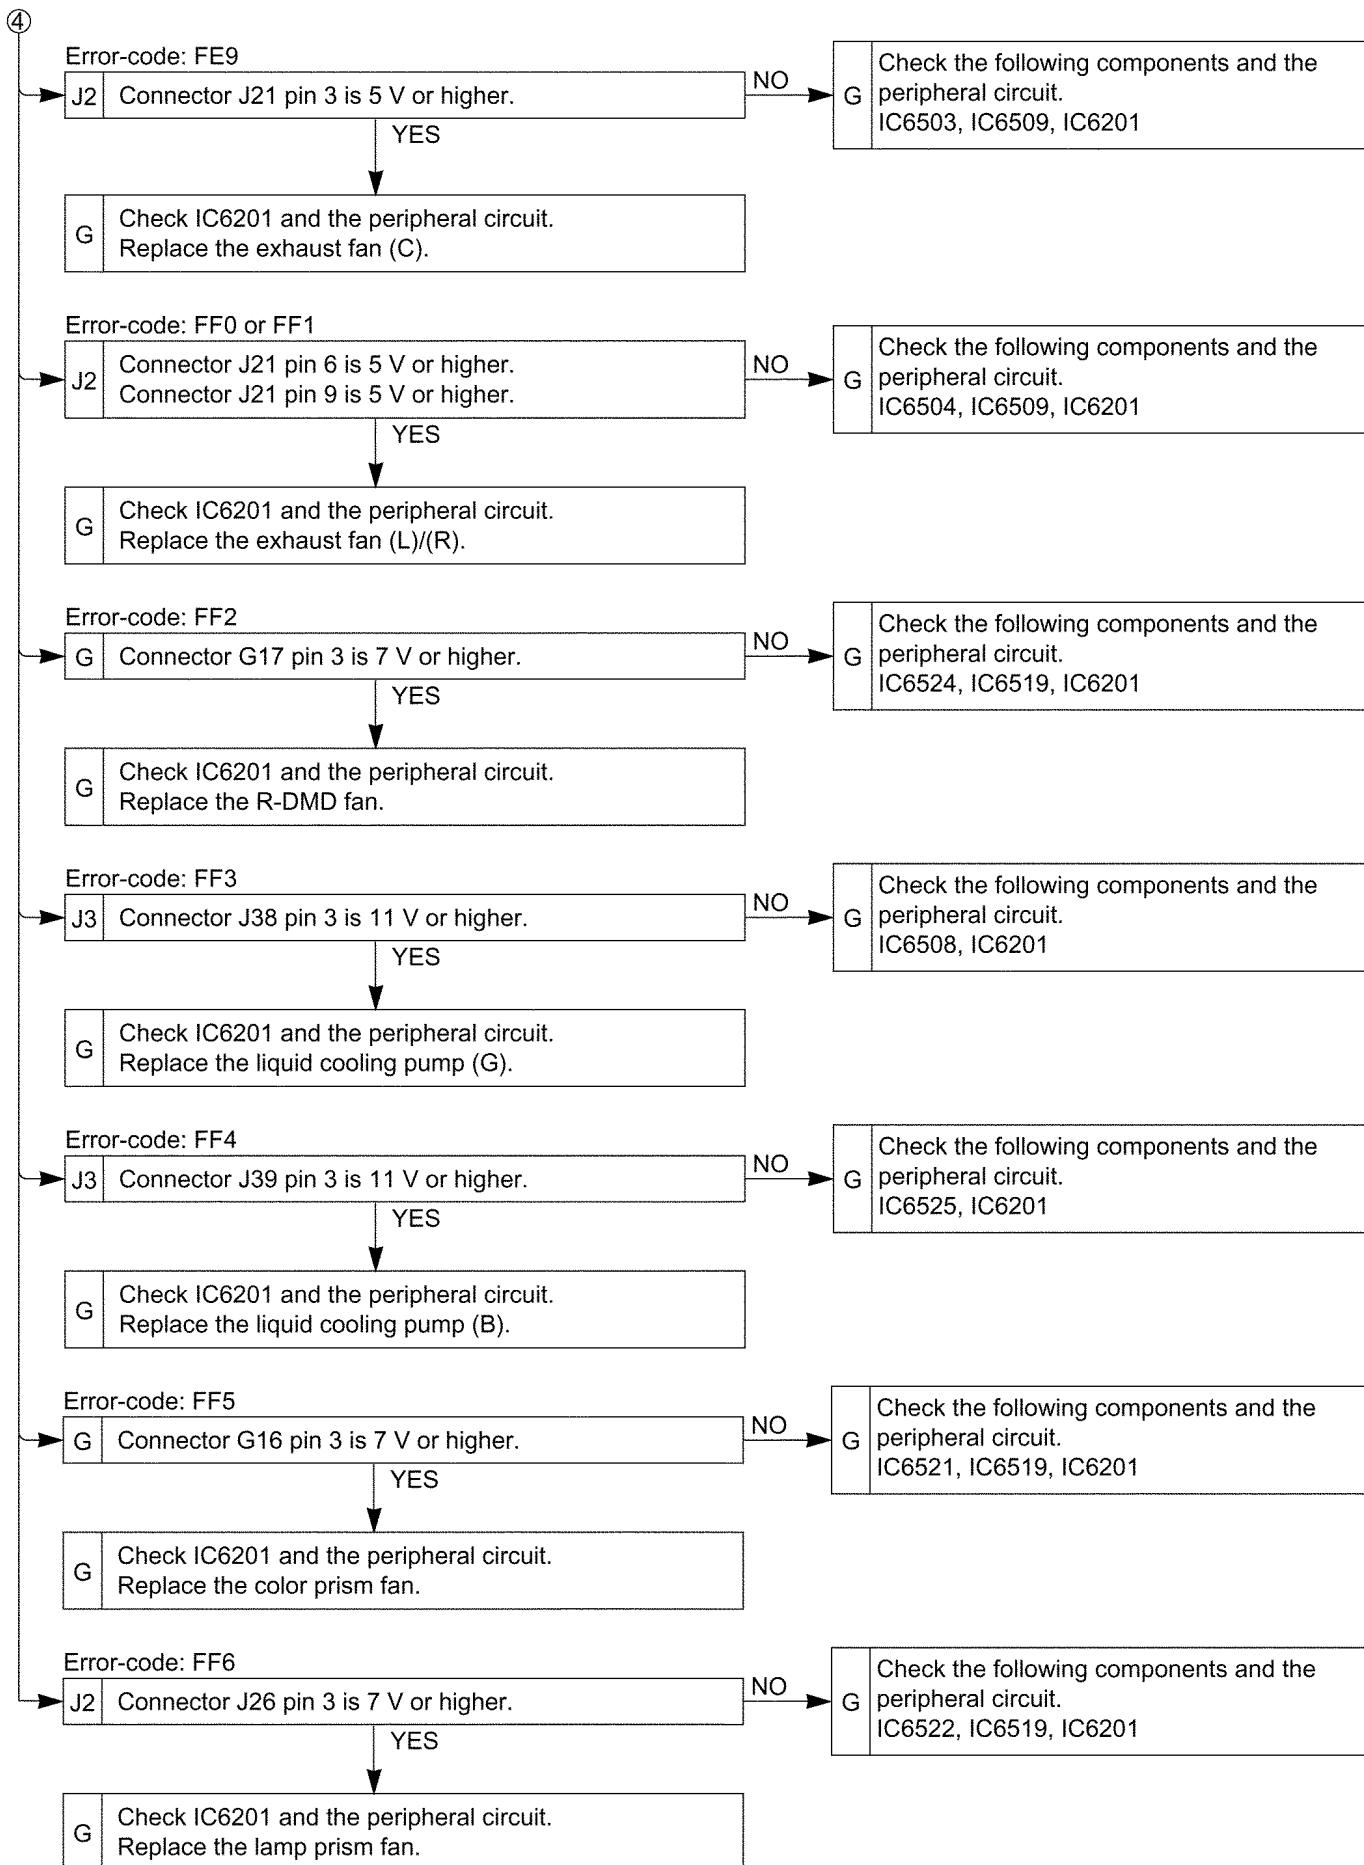 4
Error-code: FE9
J2 Connector J21 pin 3 is 5 V or higher.
NO
G
Check the following components and the
peripheral circuit.
IC6503, IC6509, IC6201
YES
G
Check IC6201 and the peripheral circuit.
Replace the exhaust fan (C).
Error-code: FF0 or FF1
J2
Connector J21 pin 6 is 5 V or higher.
Connector J21 pin 9 is 5 V or higher.
NO
G
Check the following components and the
peripheral circuit.
IC6504, IC6509, IC6201
YES
G
Check IC6201 and the peripheral circuit.
Replace the exhaust fan (L)/(R).
Error-code: FF2
G Connector G17 pin 3 is 7 V or higher.
NO
G
Check the following components and the
peripheral circuit.
IC6524, IC6519, IC6201
YES
G
Check IC6201 and the peripheral circuit.
Replace the R-DMD fan.
Error-code: FF3
J3 Connector J38 pin 3 is 11 V or higher.
NO
G
Check the following components and the
peripheral circuit.
IC6508, IC6201
YES
G
Check IC6201 and the peripheral circuit.
Replace the liquid cooling pump (G).
Error-code: FF4
J3 Connector J39 pin 3 is 11 V or higher.
NO
G
Check the following components and the
peripheral circuit.
IC6525, IC6201
YES
G
Check IC6201 and the peripheral circuit.
Replace the liquid cooling pump (B).
Error-code: FF5
G Connector G16 pin 3 is 7 V or higher.
NO
G
Check the following components and the
peripheral circuit.
IC6521, IC6519, IC6201
YES
G
Check IC6201 and the peripheral circuit.
Replace the color prism fan.
Error-code: FF6
J2 Connector J26 pin 3 is 7 V or higher.
NO
G
Check the following components and the
peripheral circuit.
IC6522, IC6519, IC6201
YES
G
Check IC6201 and the peripheral circuit.
Replace the lamp prism fan.